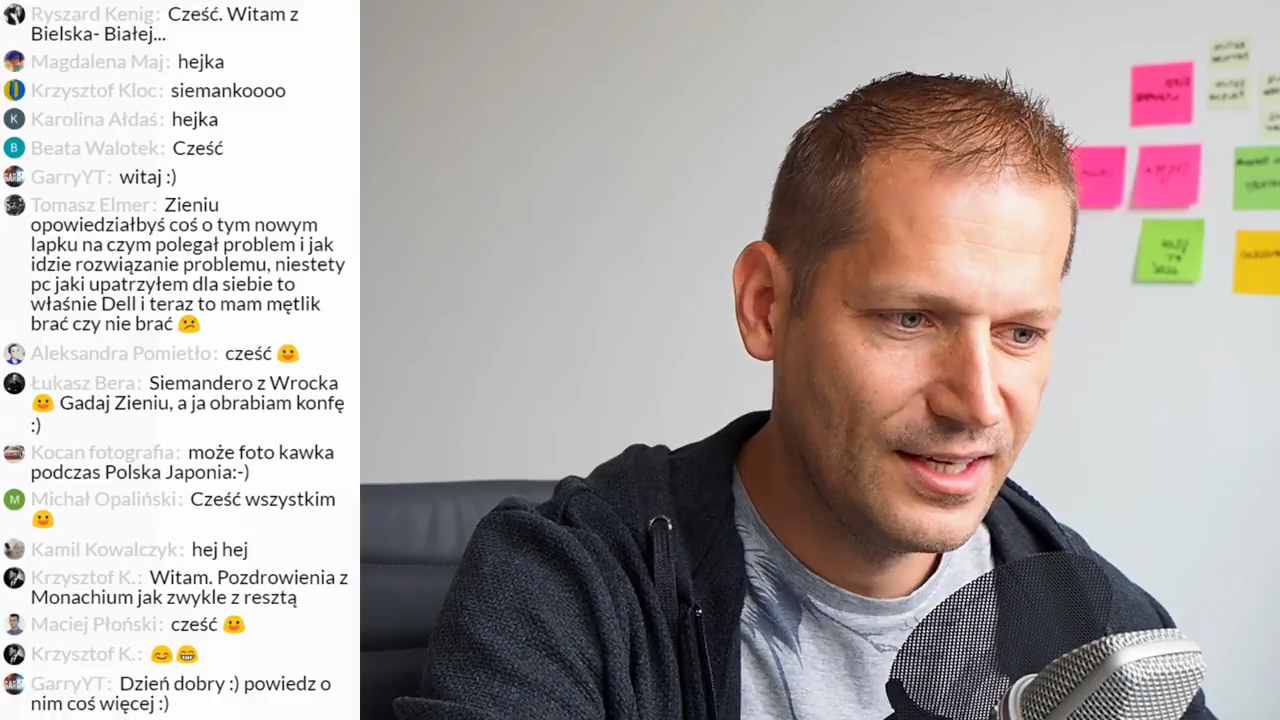 Ryszard Kenig: Cześć. Witam z
Bielska- Białej...
Magdalena Maj: hejka
Krzysztof Kloc: siemankoooo
K Karolina Ałdaś: hejka
B Beata Walotek: Cześć
GarryYT: witaj :)
Tomasz Elmer: Zieniu
opowiedziałbyś coś o tym nowym
lapku na czym polegał problem i jak
idzie rozwiązanie problemu, niestety
pc jaki upatrzyłem dla siebie to
właśnie Dell i teraz to mam mętlik
brać czy nie brać 😕
Aleksandra Pomietło: cześć 😀
Łukasz Bera: Siemandero z Wrocka
😀 Gadaj Zieniu, a ja obrabiam konfę
:)
Kocan fotografia: może foto kawka
podczas Polska Japonia:-)
M Michał Opaliński: Cześć wszystkim
😀
Kamil Kowalczyk: hej hej
Krzysztof K.: Witam. Pozdrowienia z
Monachium jak zwykle z resztą
Maciej Płoński: cześć 😀
Krzysztof K.: 😊😁
GarryYT: Dzień dobry :) powiedz o
nim coś więcej :)